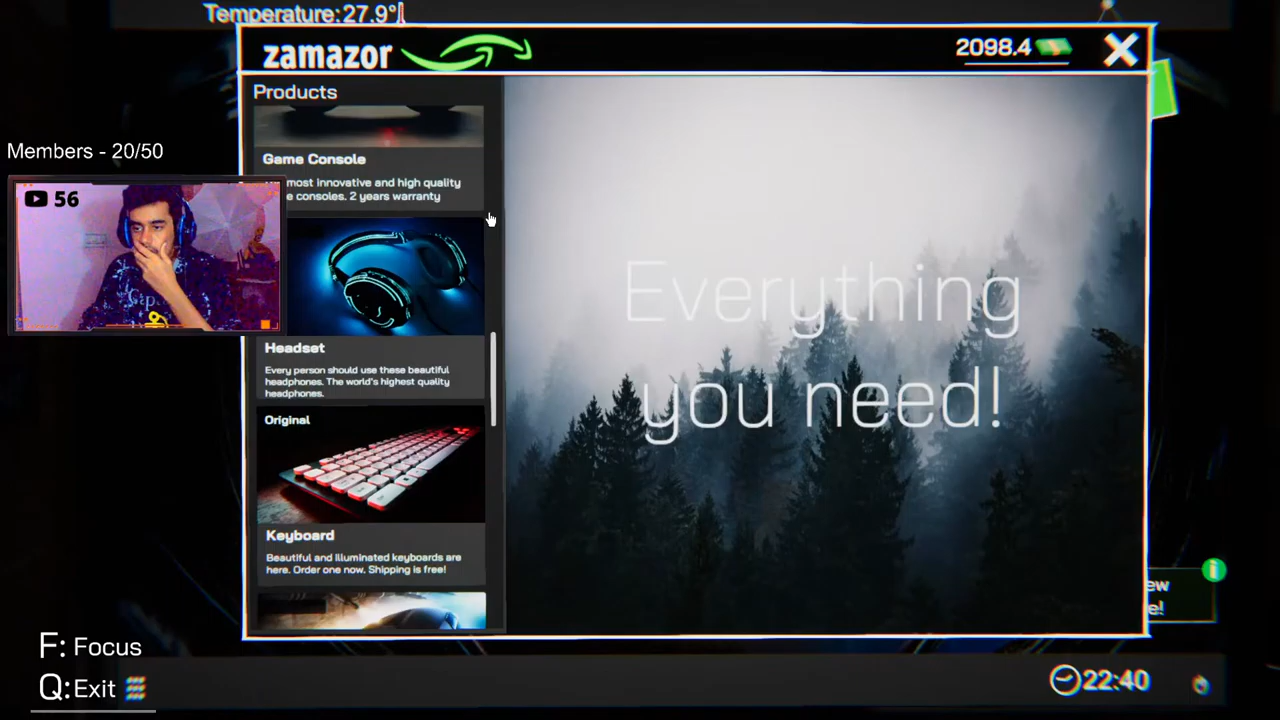 Temperature: 27.9°
zamazor
2098.4
Products
Members - 20/50
56
Game Console
most innovative and high quality
consoles. 2 years warranty
Headset
Every person should use these beautiful
headphones. The world's highest quality
headphones.
Original
Keyboard
Beautiful and illuminated keyboards are
here. Order one now. Shipping is free!
Everything
you need!
F: Focus
Q: Exit
22:40